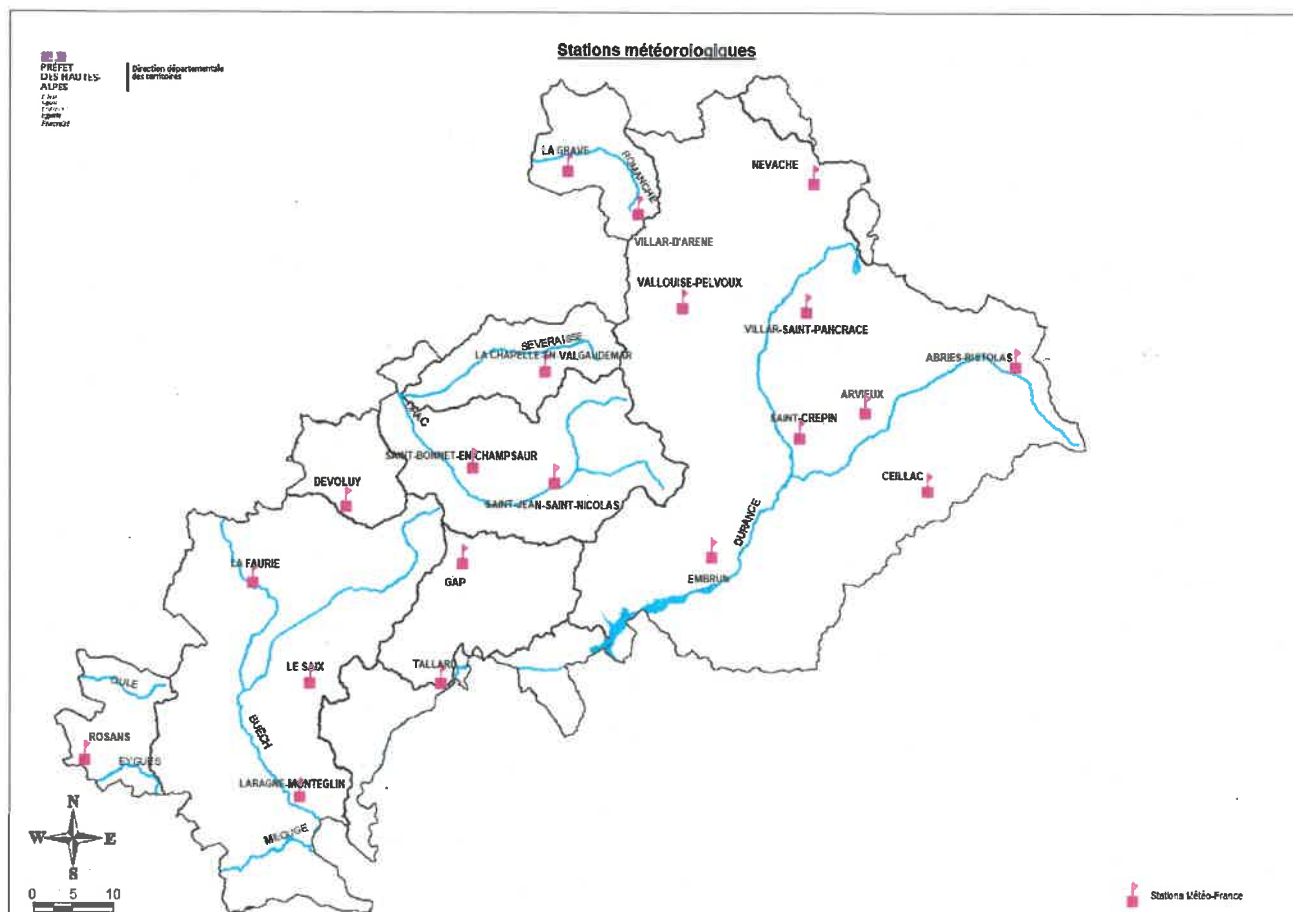 Stations météorologiques
PRÉFET
DES HAUTES-
ALPES
Égalité
Fraternité
Direction départementale
des territoires
LA GRAVE
ROMANCHE
NEVACHE
VILLAR-D'ARENE
VALLOUISE-PELVOUX
VILLAR-SAINT-PANCRACE
SEVERAISSE
LA CHAPELLE-EN-VALGAUDEMAR
ABRIES-RISTOLAS
ARVIEUX
DRAC
SAINT-CREPIN
SAINT-BONNET-EN-CHAMPSAUR
DEVOLUY
CEILLAC
SAINT-JEAN-SAINT-NICOLAS
DURANCE
LA FAURIE
GAP
EMBRUN
LE SAIX
TALLARD
OULE
BUECH
ROSANS
EYGUES
LARAGNE-MONTEGLIN
MEOUGE
N
W E
S
0 5 10
Stations Météo-France